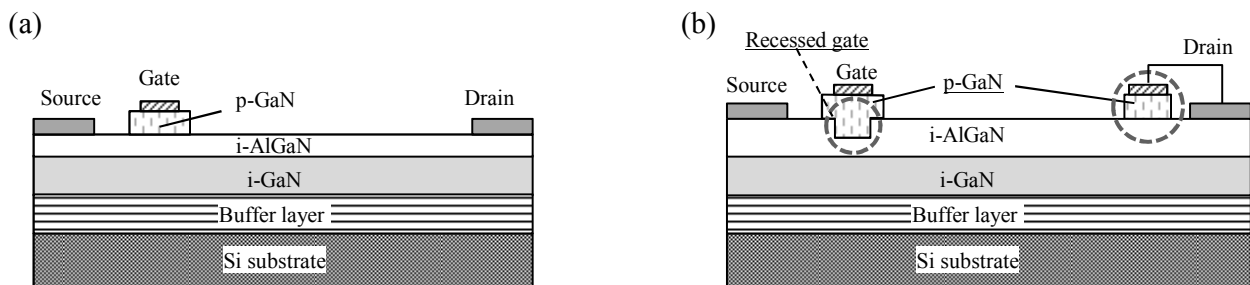 (a)
Gate
Source
p-GaN
Drain
i-AlGaN
i-GaN
Buffer layer
Si substrate
(b)
Recessed gate
Drain
Gate
Source
p-GaN
i-AlGaN
i-GaN
Buffer layer
Si substrate